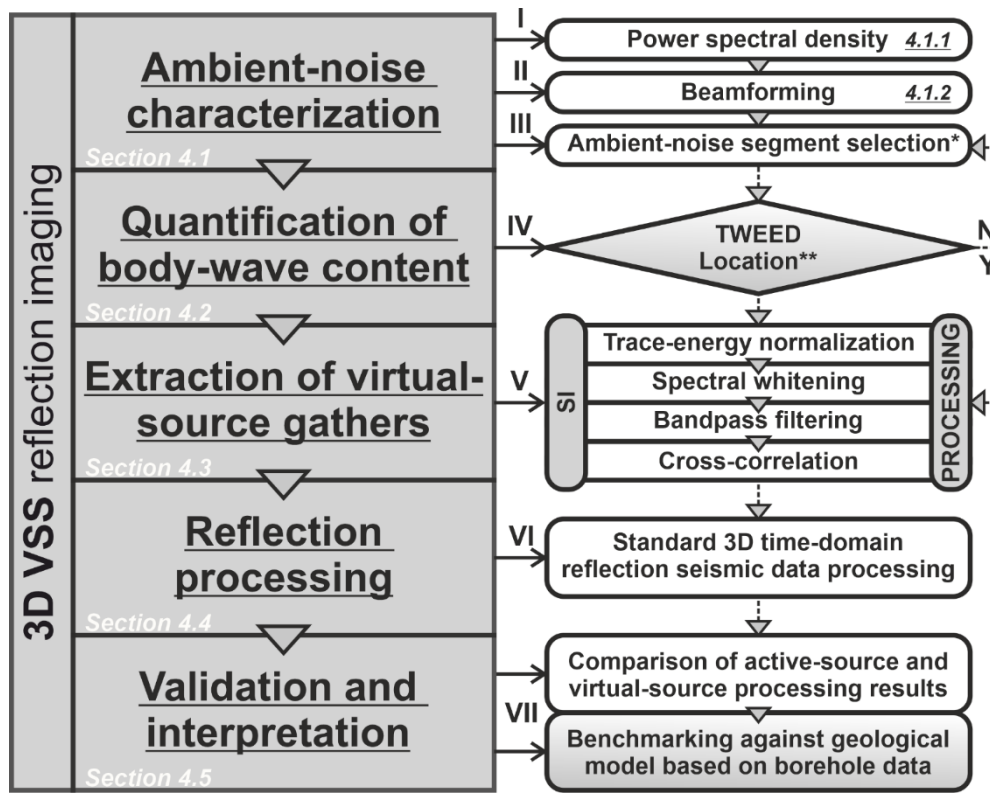 3D VSS reflection imaging
Ambient-noise
characterization
Section 4.1
Quantification of
body-wave content
Section 4.2
Extraction of virtual-
source gathers
Section 4.3
Reflection
processing
Section 4.4
Validation and
interpretation
Section 4.5
I
Power spectral density 4.1.1
II
Beamforming 4.1.2
III
Ambient-noise segment selection*
IV
TWEED
Location**
N
Y
V
SI
Trace-energy normalization
Spectral whitening
Bandpass filtering
Cross-correlation
PROCESSING
VI
Standard 3D time-domain
reflection seismic data processing
VII
Comparison of active-source and
virtual-source processing results
Benchmarking against geological
model based on borehole data